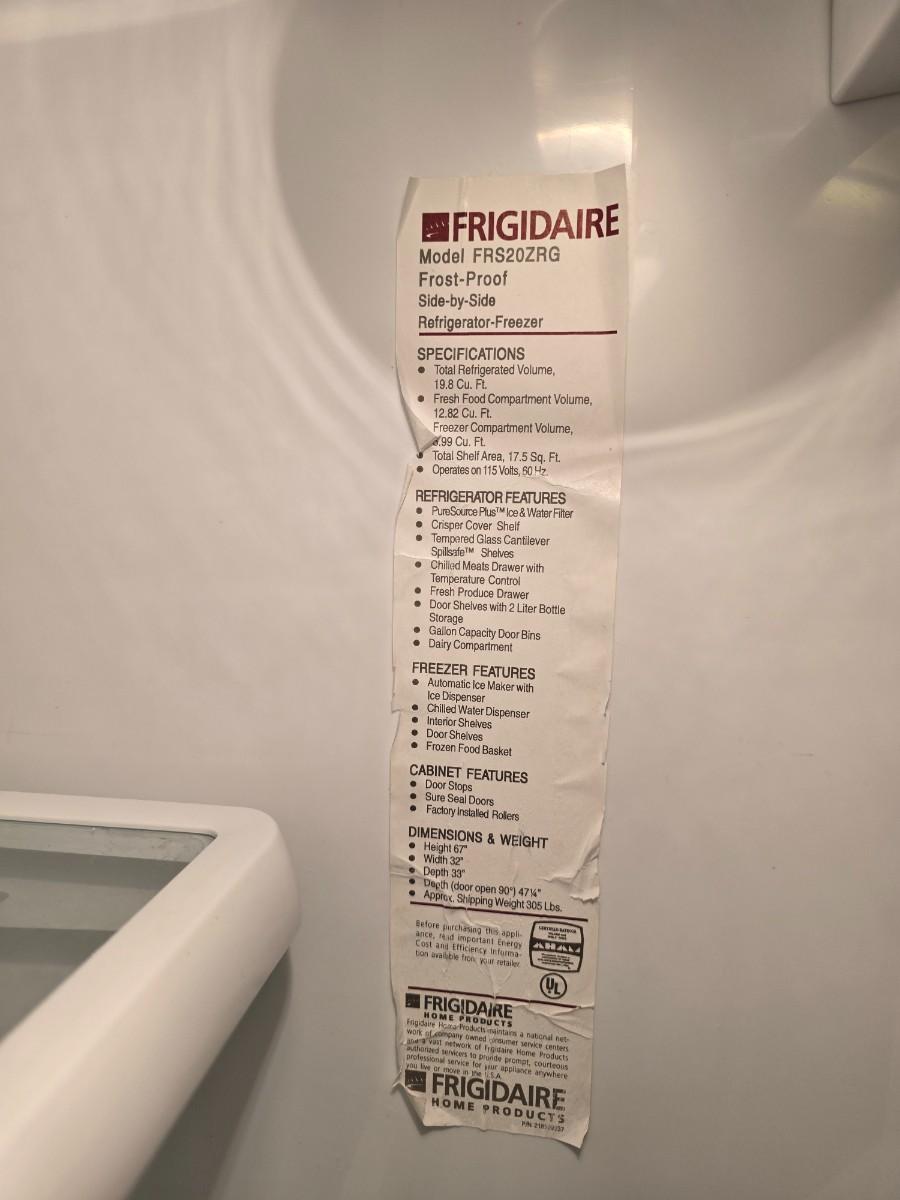 FRIGIDAIRE
Model FRS20ZRG
Frost-Proof
Side-by-Side
Refrigerator-Freezer
SPECIFICATIONS
● Total Refrigerated Volume,
19.8 Cu. Ft.
● Fresh Food Compartment Volume,
12.82 Cu. Ft.
Freezer Compartment Volume,
.99 Cu. Ft.
● Total Shelf Area, 17.5 Sq. Ft.
● Operates on 115 Volts, 60 Hz.
REFRIGERATOR FEATURES
● PureSource Plus™ Ice & Water Filter
● Crisper Cover Shelf
● Tempered Glass Cantilever
Spillsafe™ Shelves
● Chilled Meats Drawer with
Temperature Control
● Fresh Produce Drawer
● Door Shelves with 2 Liter Bottle
Storage
● Gallon Capacity Door Bins
● Dairy Compartment
FREEZER FEATURES
● Automatic Ice Maker with
Ice Dispenser
● Chilled Water Dispenser
● Interior Shelves
● Door Shelves
● Frozen Food Basket
CABINET FEATURES
● Door Stops
● Sure Seal Doors
● Factory Installed Rollers
DIMENSIONS & WEIGHT
● Height 67"
● Width 32"
● Depth 33"
● Depth (door open 90°) 47¼"
● Approx. Shipping Weight 305 Lbs.
Before purchasing this appli-
ance, read important Energy
Cost and Efficiency Informa-
tion available from your retailer.
AHAM
UL
FRIGIDAIRE
HOME PRODUCTS
Frigidaire Home Products maintains a national net-
work of company owned consumer service centers
and a vast network of Frigidaire Home Products
authorized servicers to provide prompt, courteous
professional service for your appliance anywhere
you live or move in the U.S.A.
FRIGIDAIRE
HOME PRODUCTS
P/N